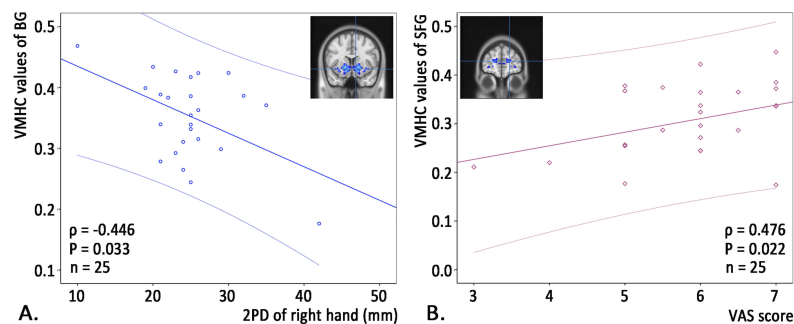 VMHC values of BG
0.5
0.4
0.3
0.2
0.1
ρ = -0.446
P = 0.033
n = 25
10 20 30 40 50
A. 2PD of right hand (mm)
VMHC values of SFG
0.5
0.4
0.3
0.2
0.1
0.0
ρ = 0.476
P = 0.022
n = 25
3 4 5 6 7
B. VAS score